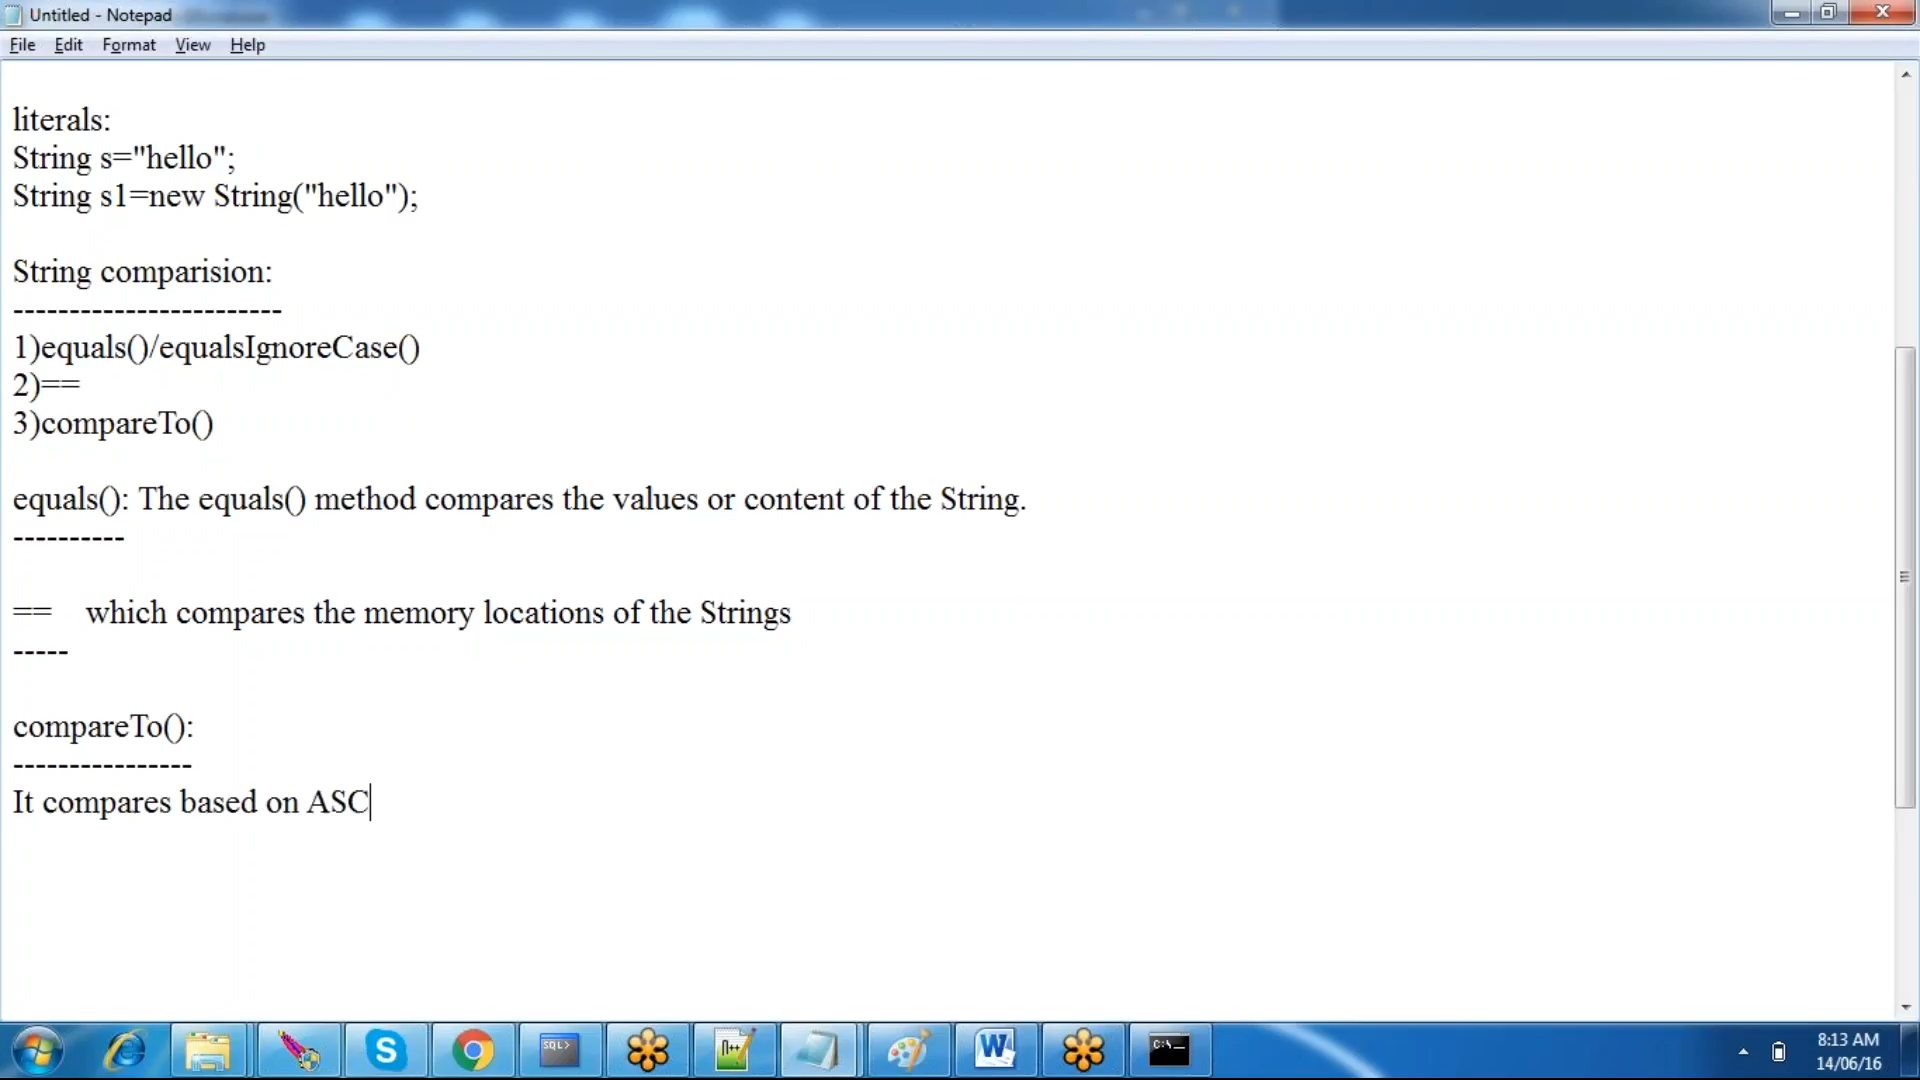 Untitled - Notepad
File Edit Format View Help
literals:
String s="hello";
String s1=new String("hello");
String comparision:
------------------------
1)equals()/equalsIgnoreCase()
2)==
3)compareTo()
equals(): The equals() method compares the values or content of the String.
----------
== which compares the memory locations of the Strings
-----
compareTo():
----------------
It compares based on ASC
SQL>
C:\_
8:13 AM
14/06/16